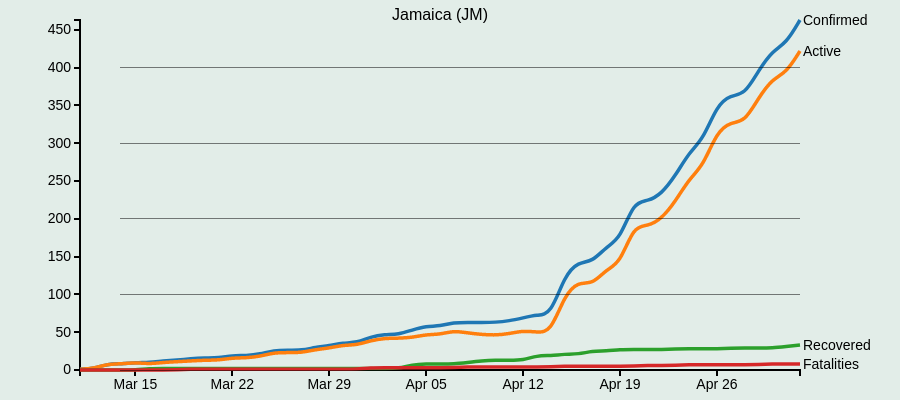 Jamaica (JM)
450
400
350
300
250
200
150
100
50
0
Mar 15
Mar 22
Mar 29
Apr 05
Apr 12
Apr 19
Apr 26
Confirmed
Active
Recovered
Fatalities